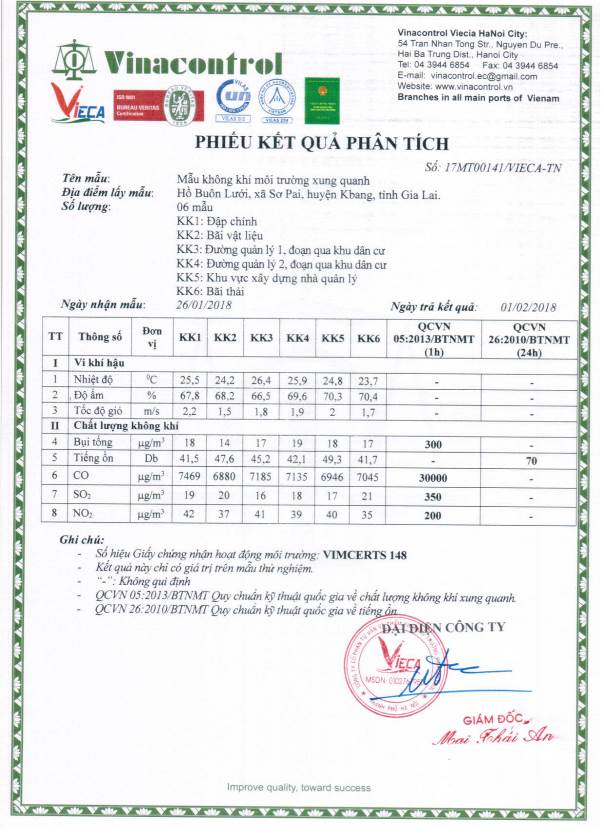 Vinacontrol
VIECA
ISO 9001
BUREAU VERITAS
Certification
VILAS
VILAS
Vinacontrol Viecia HaNoi City:
54 Tran Nhan Tong Str., Nguyen Du Pre.,
Hai Ba Trung Dist., Hanoi City
Tel: 04 3944 6854 Fax: 04 3944 6854
E-mail: vinacontrol.ec@gmail.com
Website: www.vinacontrol.vn
Branches in all main ports of Vienam
PHIẾU KẾT QUẢ PHÂN TÍCH
Số: 17MT00141/VIECA-TN
Tên mẫu: Mẫu không khí môi trường xung quanh
Địa điểm lấy mẫu: Hồ Buôn Lưới, xã Sơ Pai, huyện Kbang, tỉnh Gia Lai.
Số lượng: 06 mẫu
KK1: Đập chính
KK2: Bãi vật liệu
KK3: Đường quản lý 1, đoạn qua khu dân cư
KK4: Đường quản lý 2, đoạn qua khu dân cư
KK5: Khu vực xây dựng nhà quản lý
KK6: Bãi thải
Ngày nhận mẫu: 26/01/2018 Ngày trả kết quả: 01/02/2018
TT Thông số Đơn vị KK1 KK2 KK3 KK4 KK5 KK6 QCVN 05:2013/BTNMT (1h) QCVN 26:2010/BTNMT (24h)
I Vi khí hậu
1 Nhiệt độ ⁰C 25,5 24,2 26,4 25,9 24,8 23,7 - -
2 Độ ẩm % 67,8 68,2 66,5 69,6 70,3 70,4 - -
3 Tốc độ gió m/s 2,2 1,5 1,8 1,9 2 1,7 - -
II Chất lượng không khí
4 Bụi tổng µg/m³ 18 14 17 19 18 17 300 -
5 Tiếng ồn Db 41,5 47,6 45,2 42,1 49,3 41,7 - 70
6 CO µg/m³ 7469 6880 7185 7135 6946 7045 30000 -
7 SO₂ µg/m³ 19 20 16 18 17 21 350 -
8 NO₂ µg/m³ 42 37 41 39 40 35 200 -
Ghi chú:
- Số hiệu Giấy chứng nhận hoạt động môi trường: VIMCERTS 148
- Kết quả này chỉ có giá trị trên mẫu thử nghiệm.
- "-": Không qui định
- QCVN 05:2013/BTNMT Quy chuẩn kỹ thuật quốc gia về chất lượng không khí xung quanh.
- QCVN 26:2010/BTNMT Quy chuẩn kỹ thuật quốc gia về tiếng ồn
ĐẠI DIỆN CÔNG TY
VIECA
GIÁM ĐỐC
Mai Thái An
Improve quality, toward success